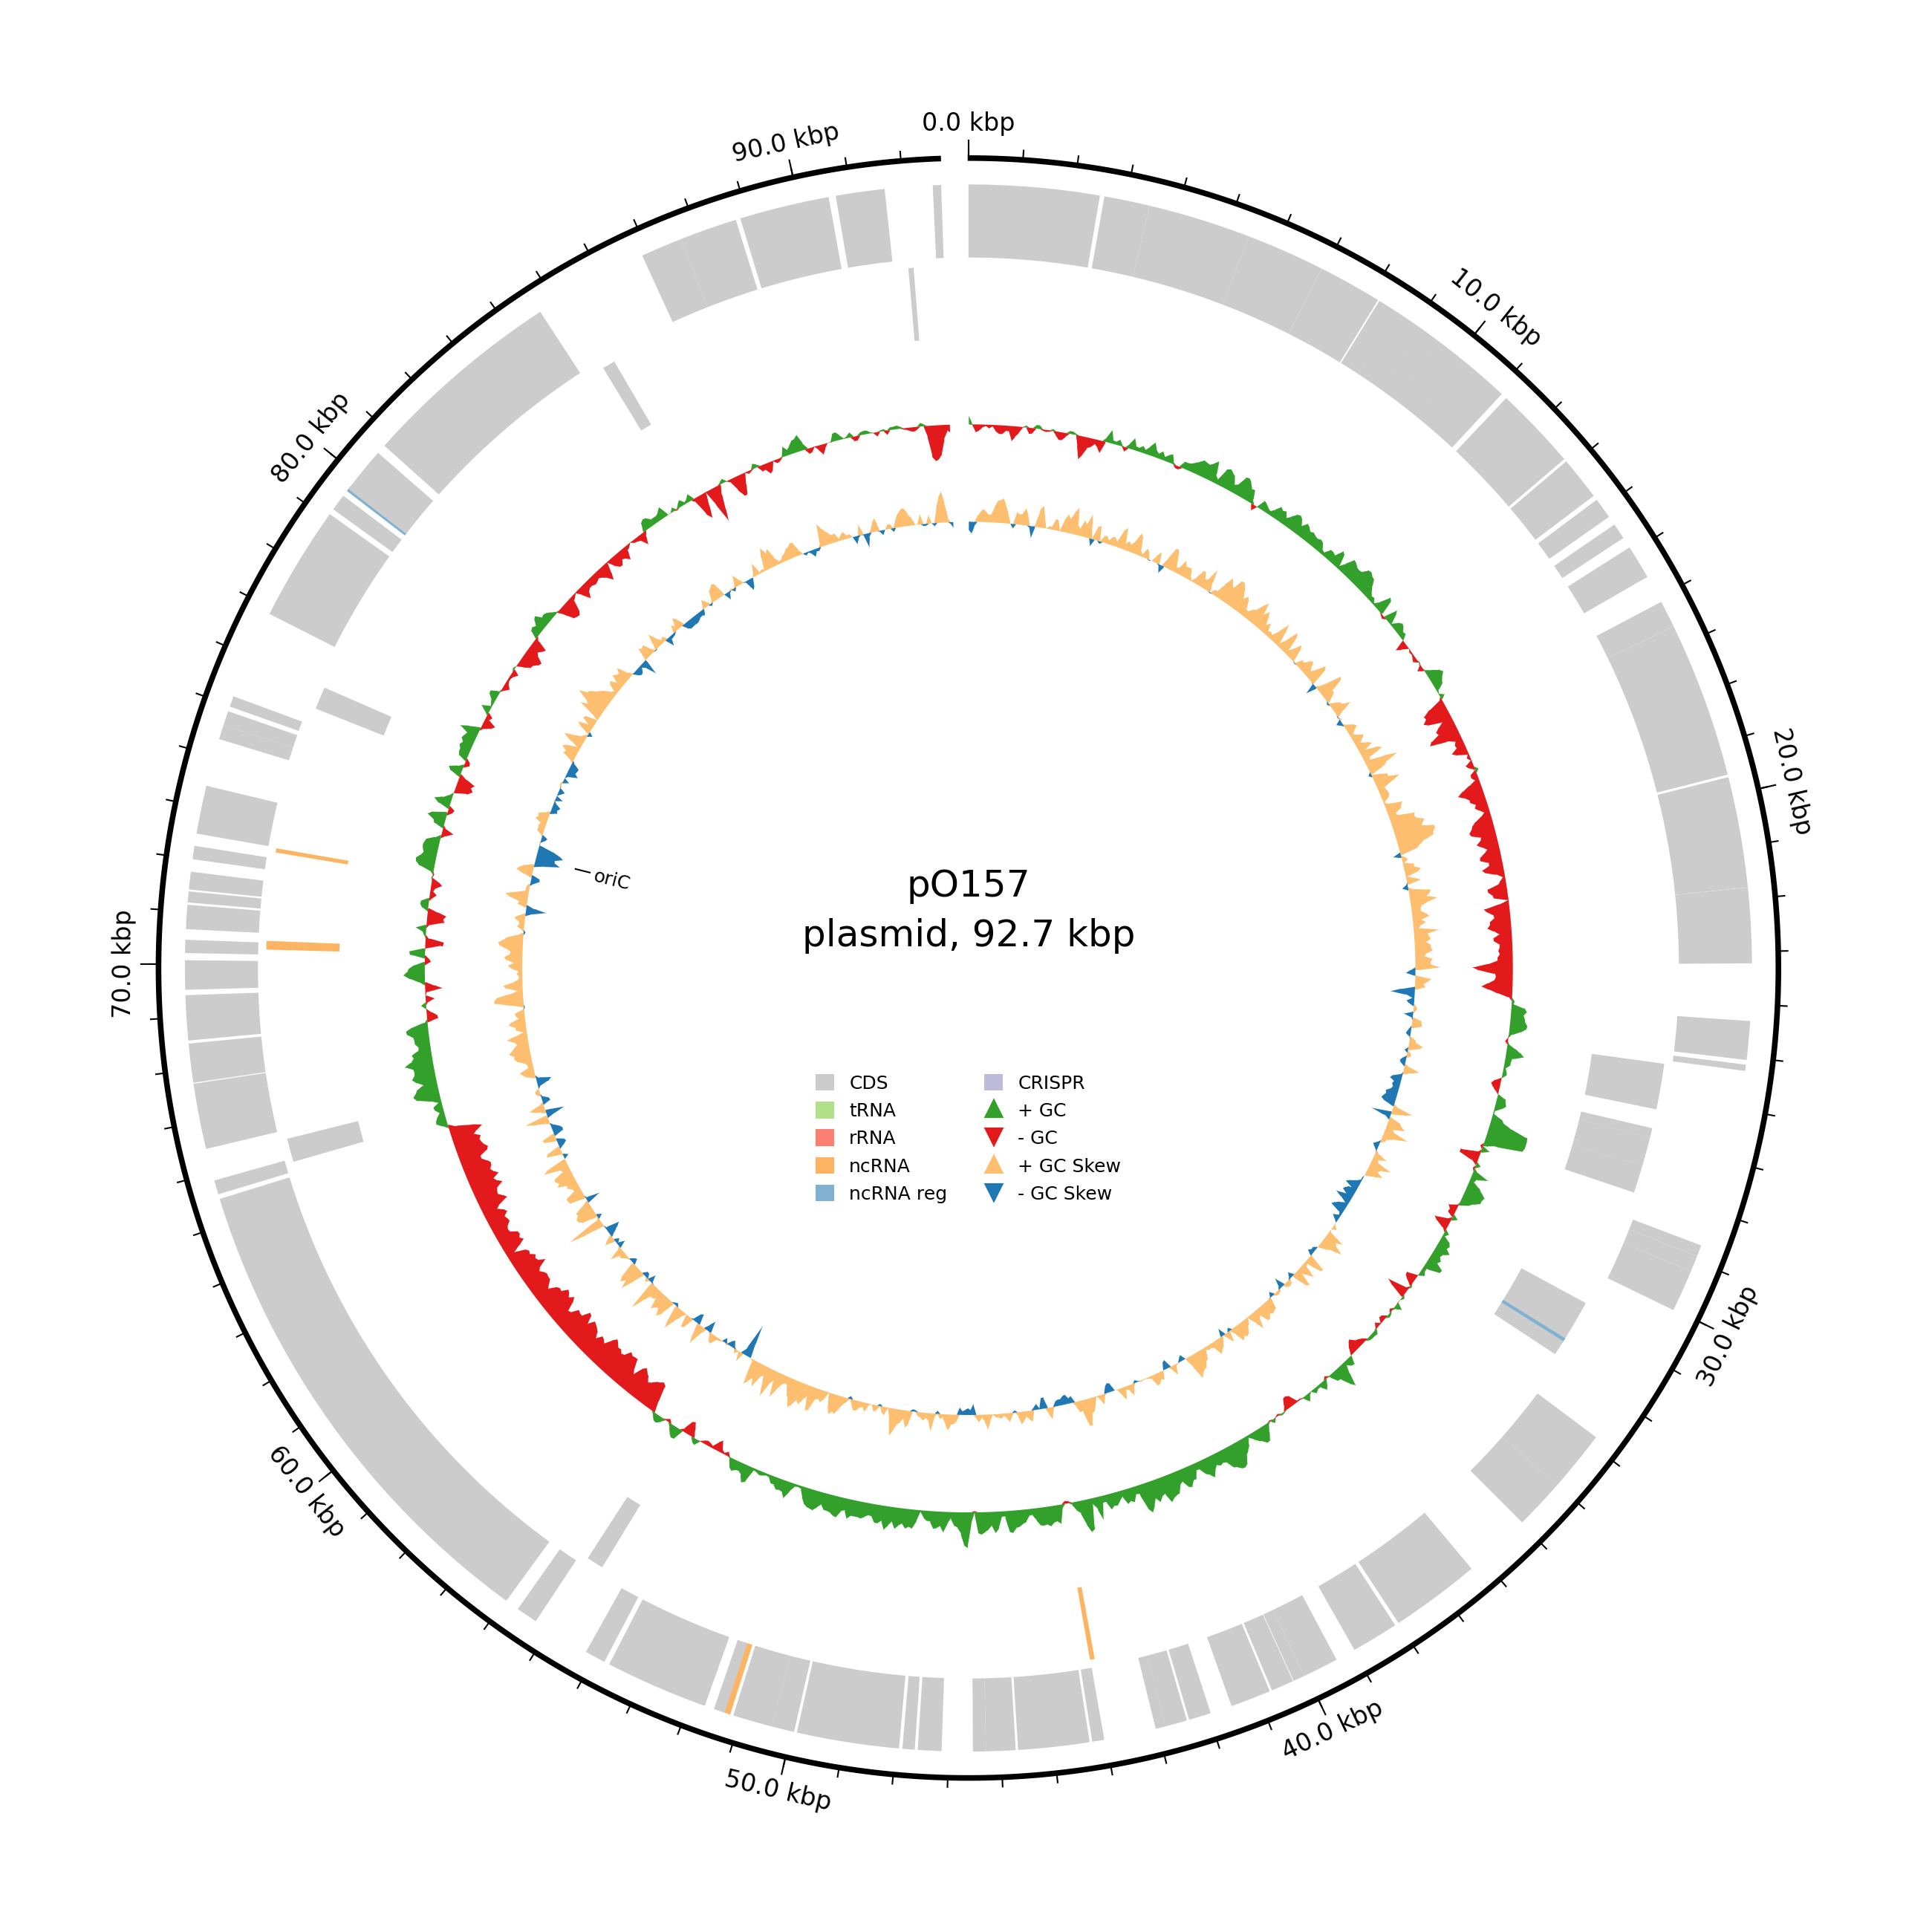 0.0 kbp
10.0 kbp
20.0 kbp
30.0 kbp
40.0 kbp
50.0 kbp
60.0 kbp
70.0 kbp
80.0 kbp
90.0 kbp
oriC
pO157
plasmid, 92.7 kbp
CDS
tRNA
rRNA
ncRNA
ncRNA reg
CRISPR
+ GC
- GC
+ GC Skew
- GC Skew